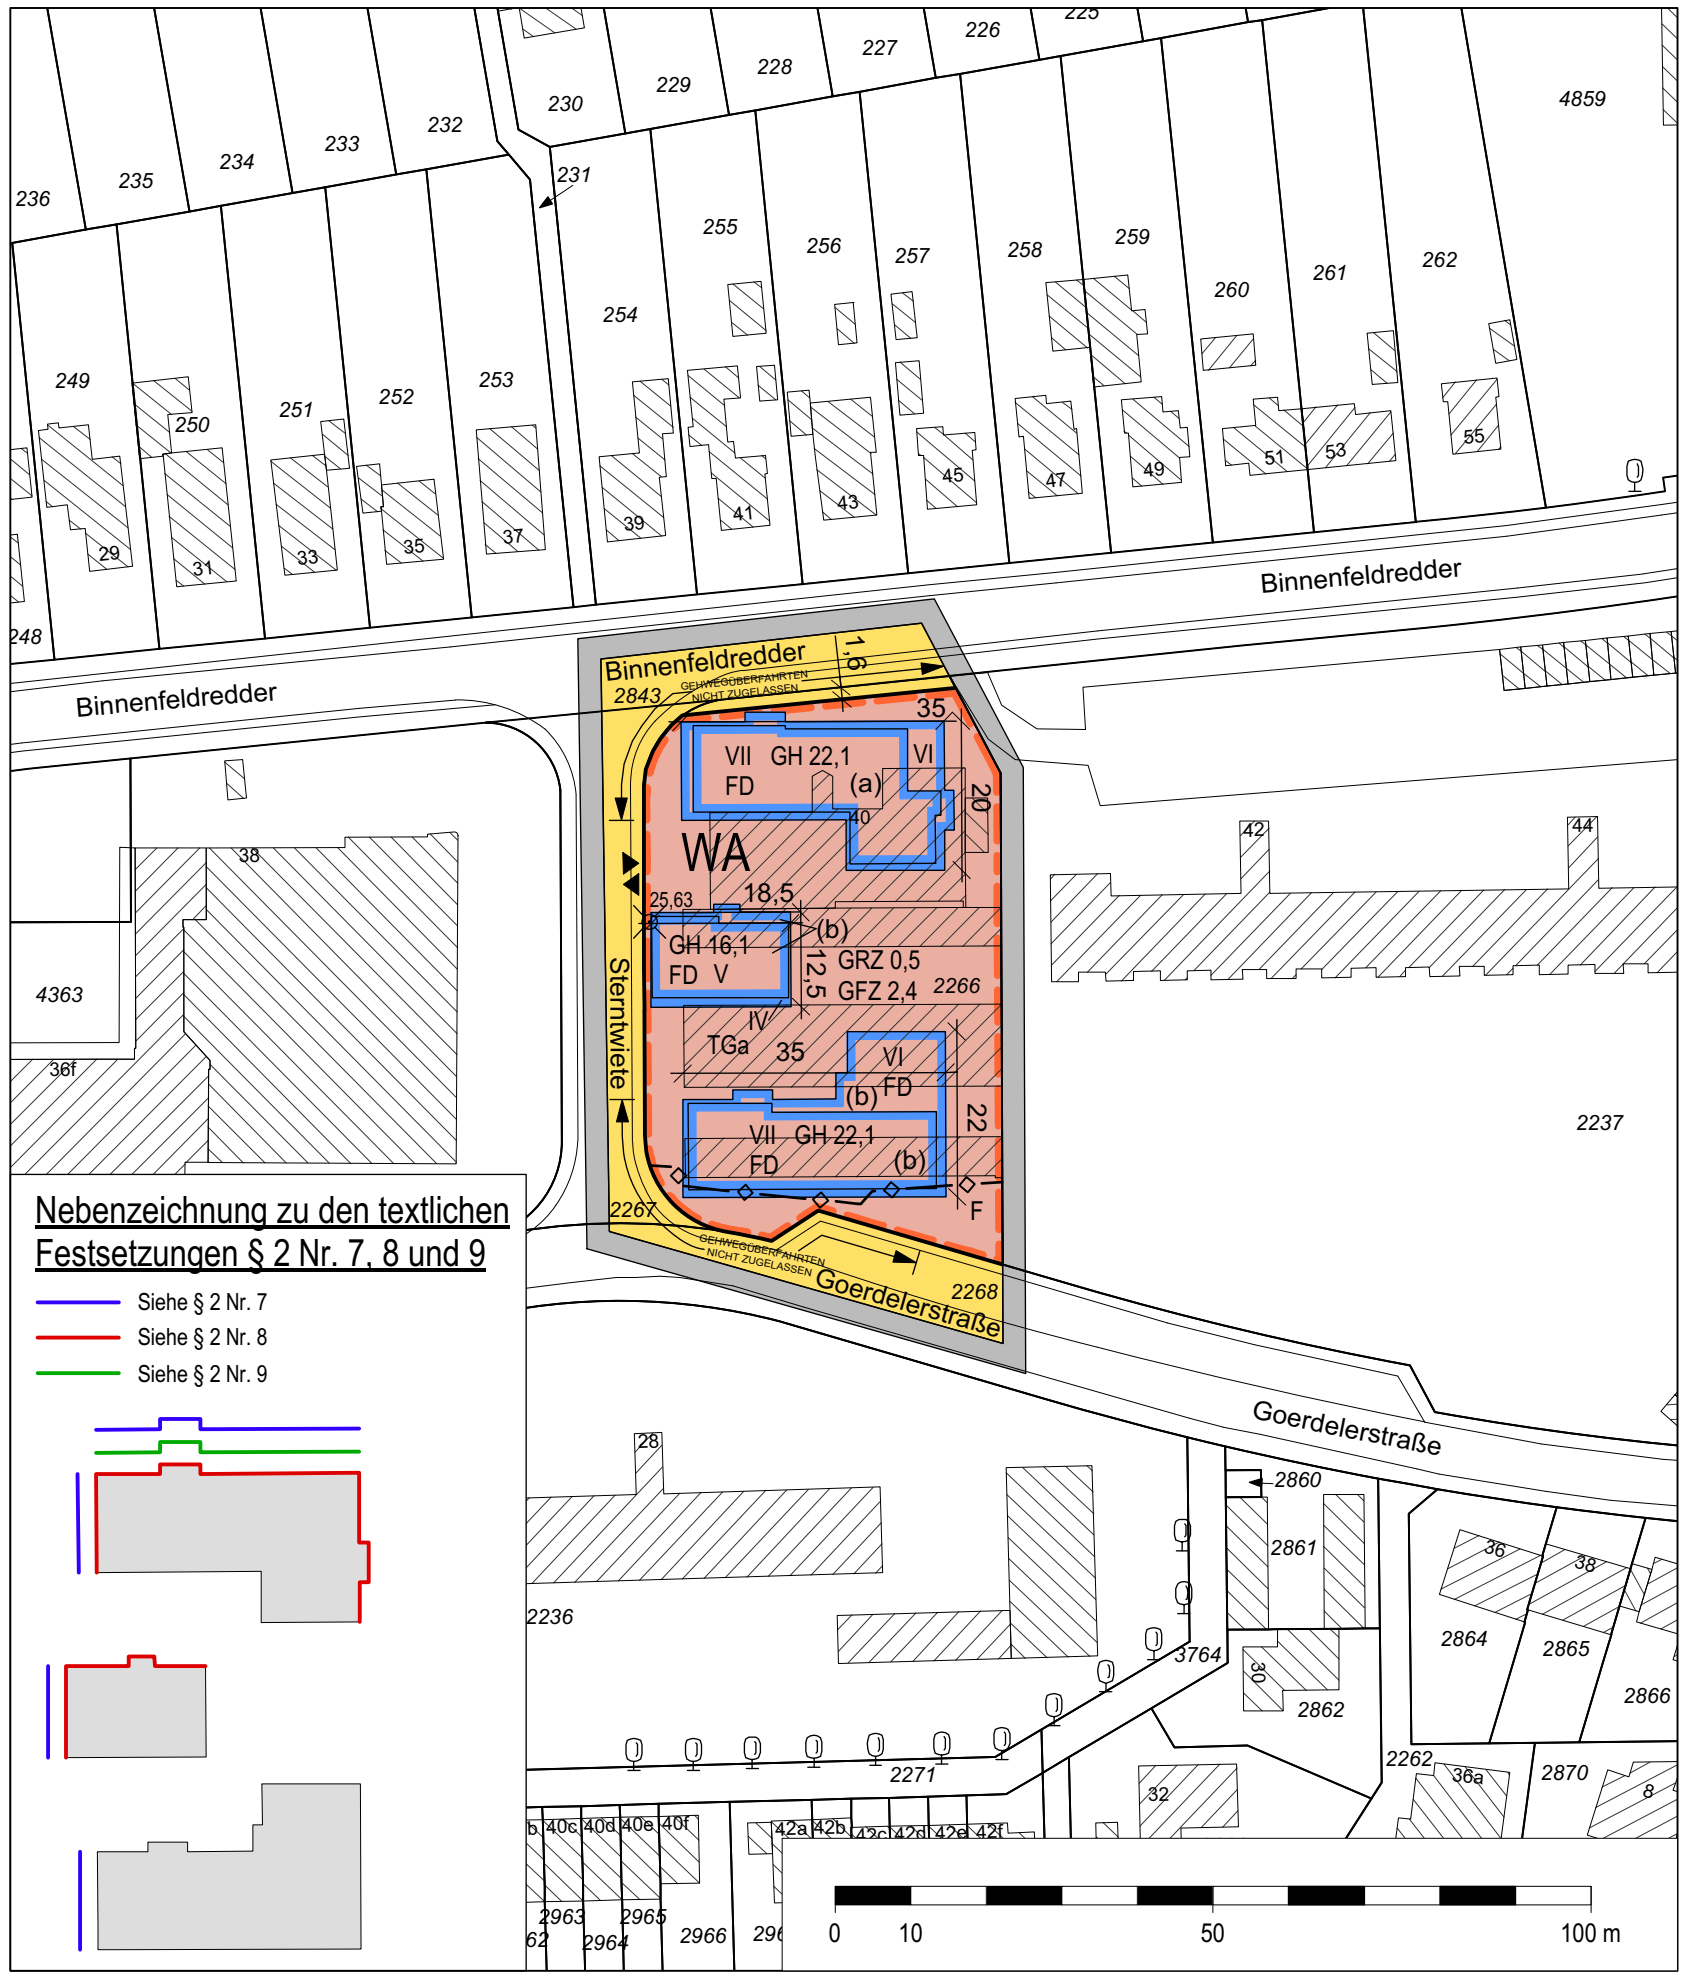 225
226
227
228
229
230
231
232
233
234
235
236
4859
255
256
257
258
259
260
261
262
254
249
250
251
252
253
248
29
31
33
35
37
39
41
43
45
47
49
51
53
55
Binnenfeldredder
Binnenfeldredder
Binnenfeldredder
1,6
2843
GEHWEGÜBERFAHRTEN
NICHT ZUGELASSEN
35
VII GH 22,1
FD
VI
(a)
40
20
WA
18,5
25,63
(b)
GH 16,1
FD V
12,5
GRZ 0,5
GFZ 2,4
2266
IV
TGa
35
VI
FD
(b)
22
VII GH 22,1
FD
(b)
F
Sterntwiete
2267
GEHWEGÜBERFAHRTEN
NICHT ZUGELASSEN
Goerdelerstraße
2268
38
4363
36f
42
44
2237
Nebenzeichnung zu den textlichen
Festsetzungen § 2 Nr. 7, 8 und 9
Siehe § 2 Nr. 7
Siehe § 2 Nr. 8
Siehe § 2 Nr. 9
Goerdelerstraße
28
2236
2860
2861
36
38
2864
2865
2866
3764
30
2862
2262
2271
32
36a
2870
8
b 40c 40d 40e 40f
42a 42b 42c 42d 42e 42f
2963
2965
62
2964
2966
296
0 10 50 100 m